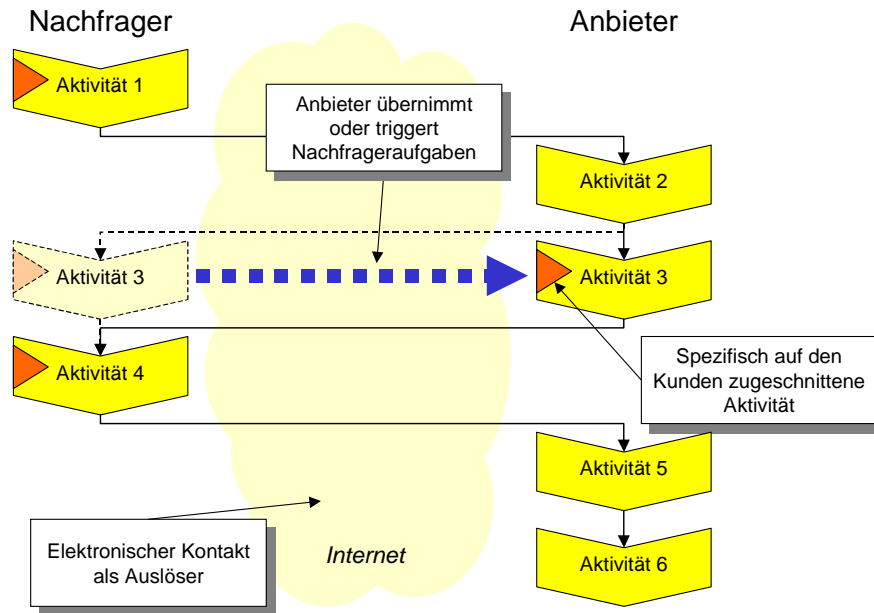 Nachfrager
Anbieter
Aktivität 1
Anbieter übernimmt
oder triggert
Nachfrageraufgaben
Aktivität 2
Aktivität 3
Aktivität 3
Aktivität 4
Spezifisch auf den
Kunden zugeschnittene
Aktivität
Aktivität 5
Elektronischer Kontakt
als Auslöser
Internet
Aktivität 6